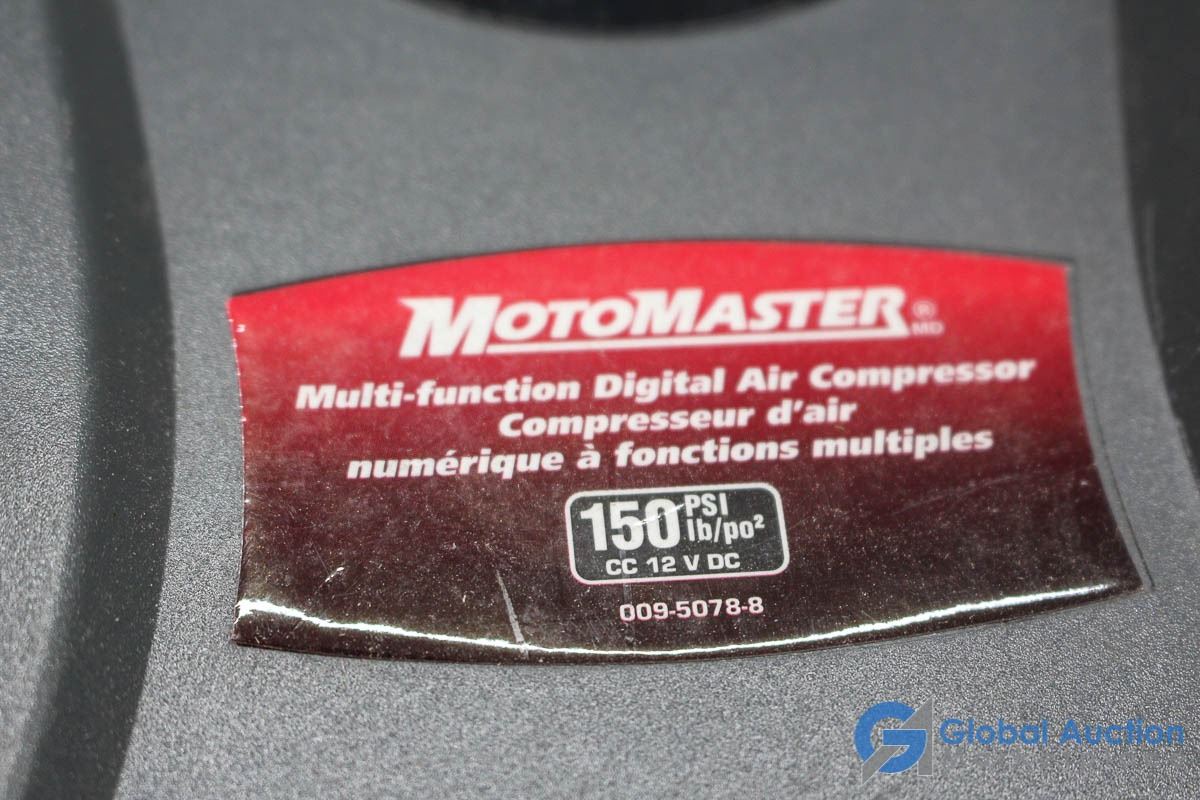 MOTOMASTER®
MD
Multi-function Digital Air Compressor
Compresseur d'air
numérique à fonctions multiples
150 PSI
lb/po²
CC 12 V DC
009-5078-8
Global Auction